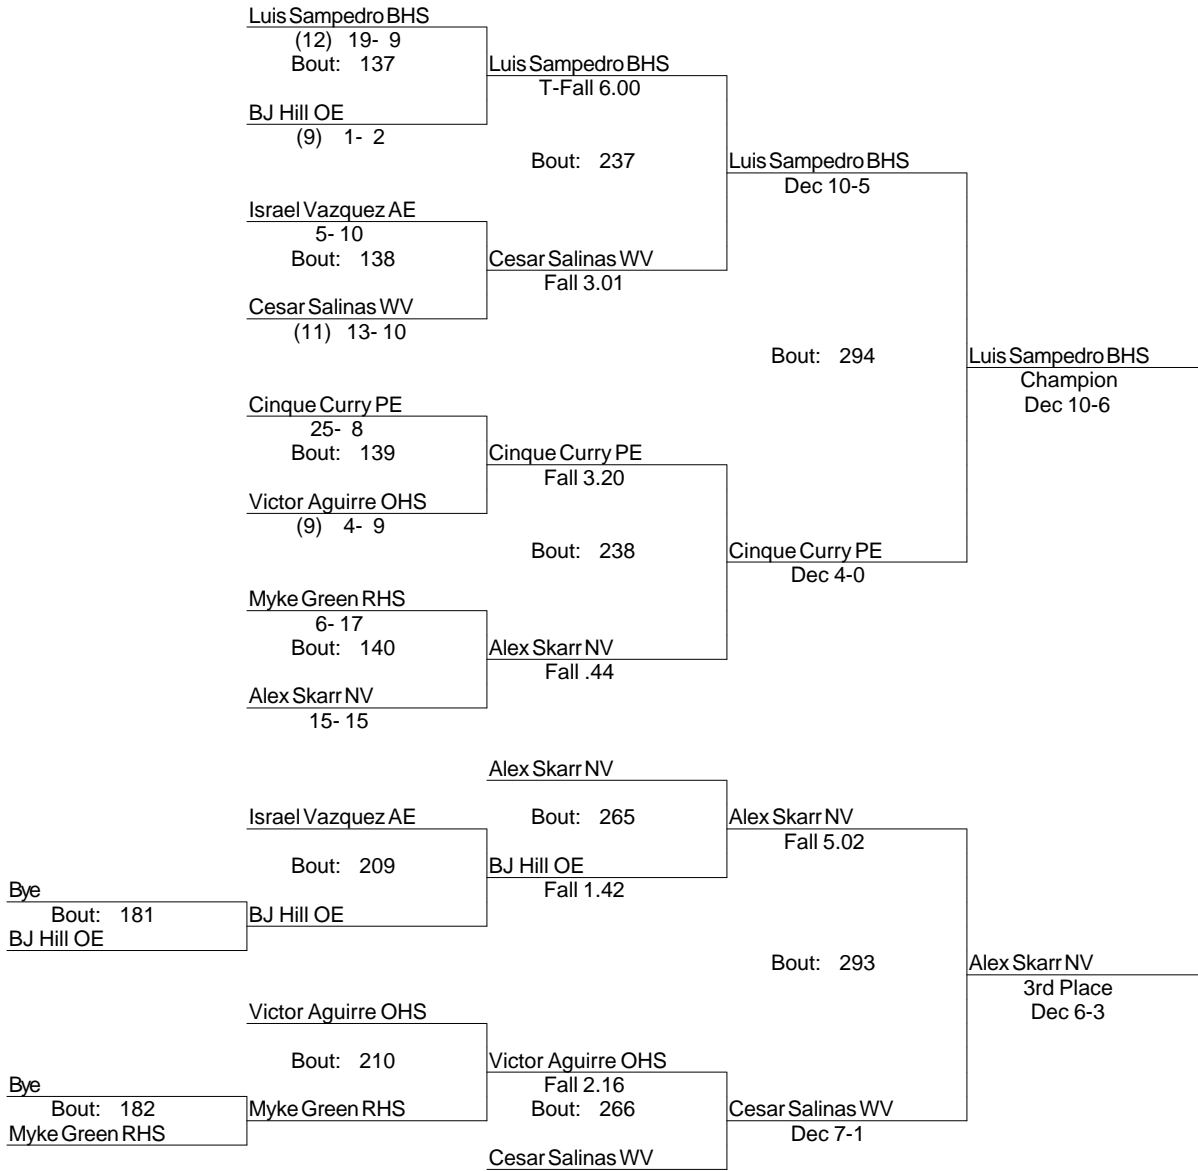 Luis Sampedro BHS
(12) 19- 9
Bout: 137
Luis Sampedro BHS
T-Fall 6.00
BJ Hill OE
(9) 1- 2
Bout: 237
Luis Sampedro BHS
Dec 10-5
Israel Vazquez AE
5- 10
Bout: 138
Cesar Salinas WV
Fall 3.01
Cesar Salinas WV
(11) 13- 10
Bout: 294
Luis Sampedro BHS
Champion
Dec 10-6
Cinque Curry PE
25- 8
Bout: 139
Cinque Curry PE
Fall 3.20
Victor Aguirre OHS
(9) 4- 9
Bout: 238
Cinque Curry PE
Dec 4-0
Myke Green RHS
6- 17
Bout: 140
Alex Skarr NV
Fall .44
Alex Skarr NV
15- 15
Alex Skarr NV
Israel Vazquez AE
Bout: 265
Alex Skarr NV
Fall 5.02
Bout: 209
BJ Hill OE
Fall 1.42
Bye
Bout: 181
BJ Hill OE
BJ Hill OE
Bout: 293
Alex Skarr NV
3rd Place
Dec 6-3
Victor Aguirre OHS
Bout: 210
Victor Aguirre OHS
Fall 2.16
Bye
Bout: 182
Myke Green RHS
Bout: 266
Cesar Salinas WV
Dec 7-1
Myke Green RHS
Cesar Salinas WV